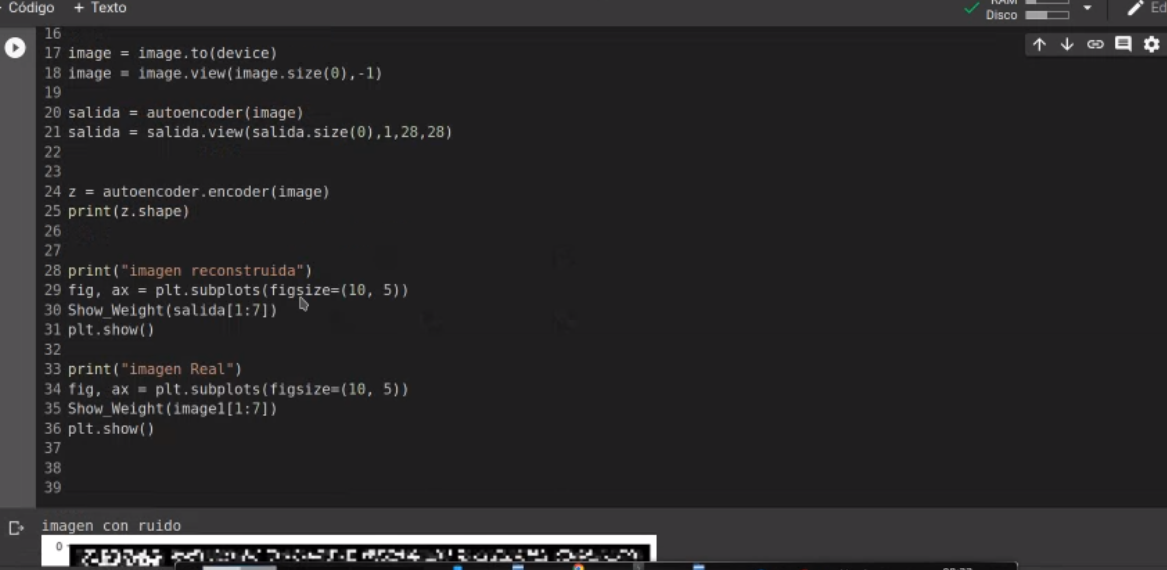 Código + Texto
RAM
Disco
Ed
16
17 image = image.to(device)
18 image = image.view(image.size(0),-1)
19
20 salida = autoencoder(image)
21 salida = salida.view(salida.size(0),1,28,28)
22
23
24 z = autoencoder.encoder(image)
25 print(z.shape)
26
27
28 print("imagen reconstruida")
29 fig, ax = plt.subplots(figsize=(10, 5))
30 Show_Weight(salida[1:7])
31 plt.show()
32
33 print("imagen Real")
34 fig, ax = plt.subplots(figsize=(10, 5))
35 Show_Weight(image1[1:7])
36 plt.show()
37
38
39
imagen con ruido
0